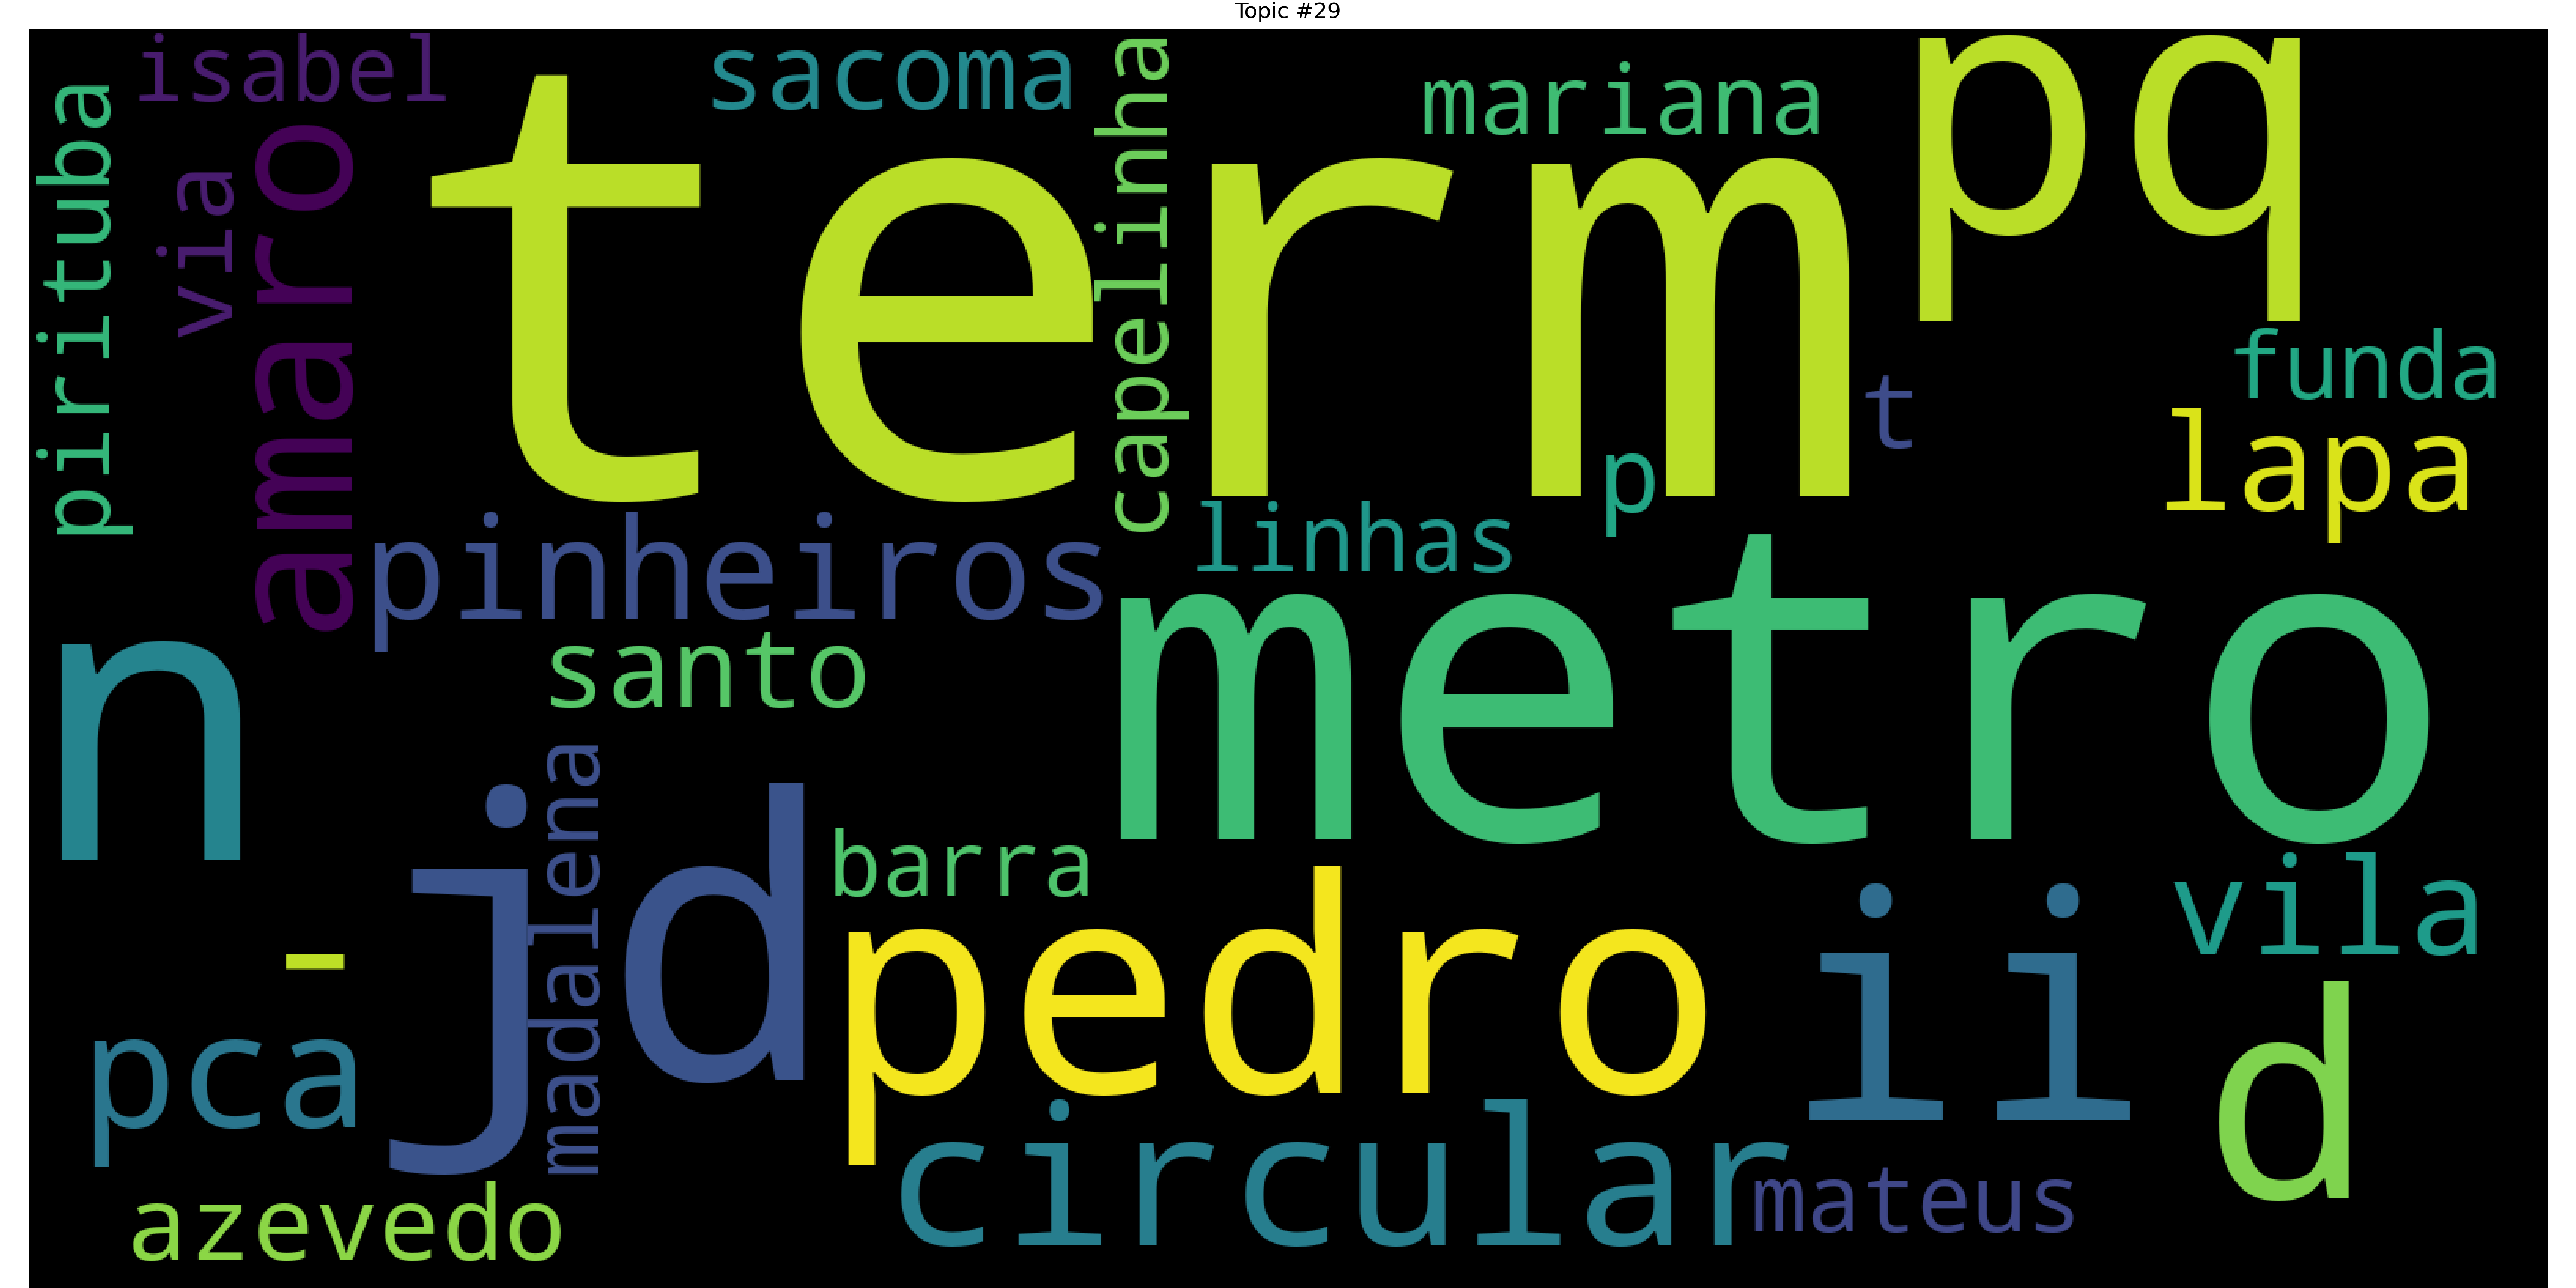 Topic #29
isabel
sacoma
capelinha
mariana
pq
pirituba
via
amaro
term
t
funda
p
lapa
pinheiros
linhas
santo
metro
n
madalena
jd
barra
pedro
ii
vila
-
pca
d
circular
mateus
azevedo